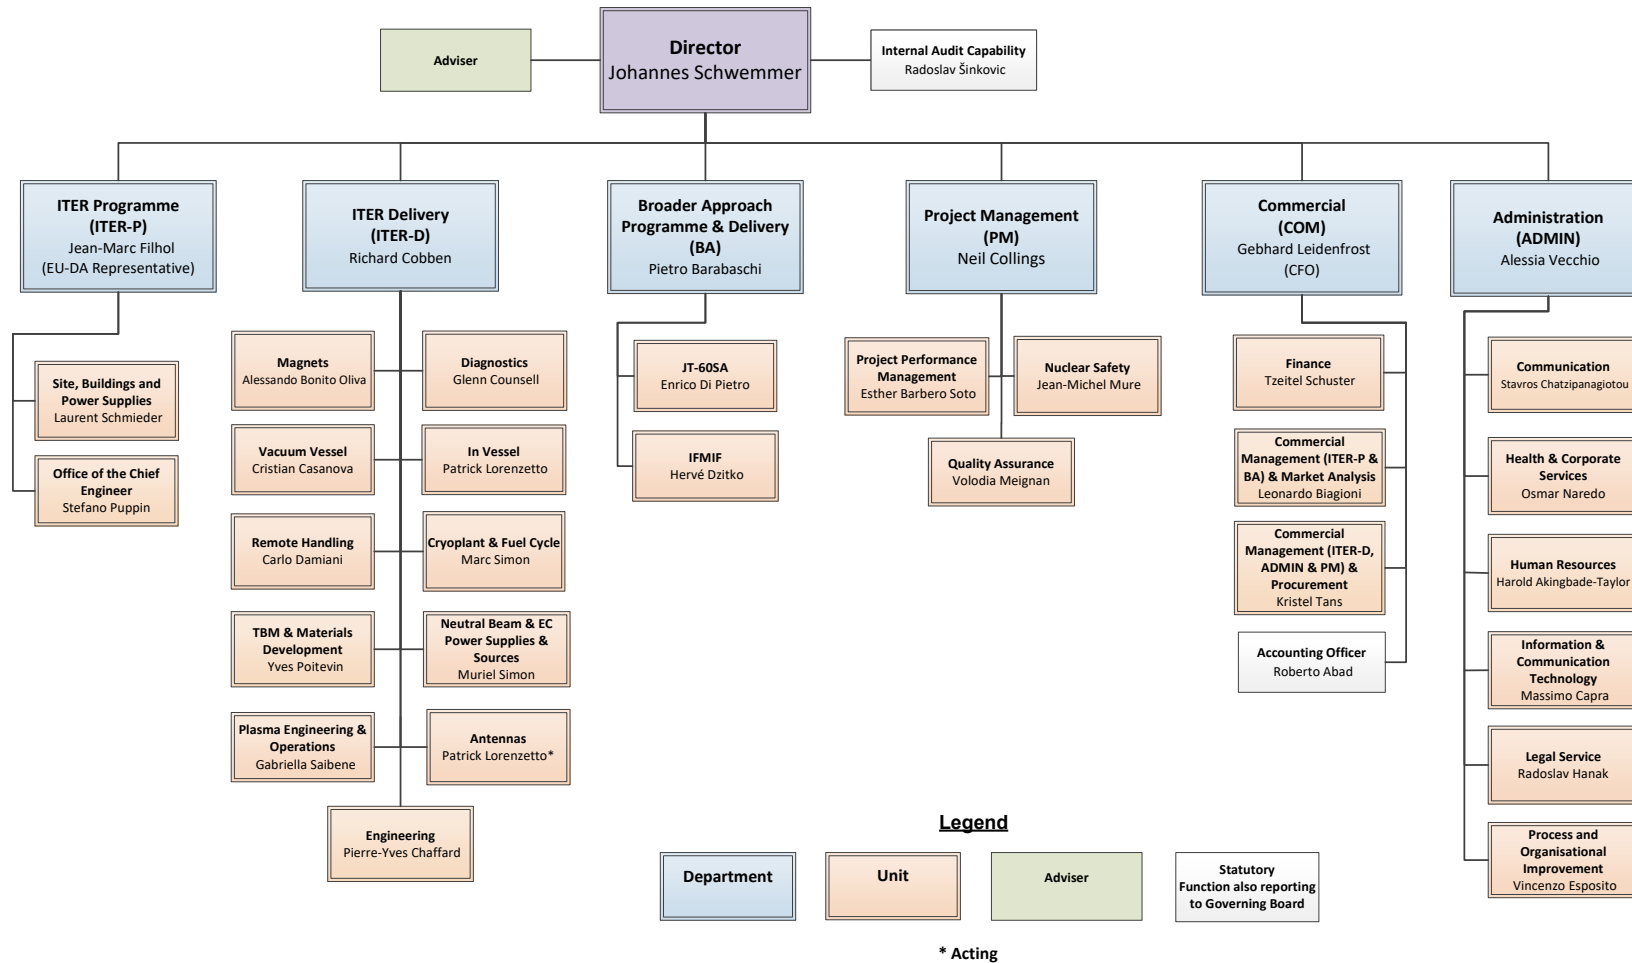 Adviser
Director
Johannes Schwemmer
Internal Audit Capability
Radoslav Šinkovic
ITER Programme
(ITER-P)
Jean-Marc Filhol
(EU-DA Representative)
ITER Delivery
(ITER-D)
Richard Cobben
Broader Approach
Programme & Delivery
(BA)
Pietro Barabaschi
Project Management
(PM)
Neil Collings
Commercial
(COM)
Gebhard Leidenfrost
(CFO)
Administration
(ADMIN)
Alessia Vecchio
Site, Buildings and
Power Supplies
Laurent Schmieder
Office of the Chief
Engineer
Stefano Puppin
Magnets
Alessando Bonito Oliva
Diagnostics
Glenn Counsell
Vacuum Vessel
Cristian Casanova
In Vessel
Patrick Lorenzetto
Remote Handling
Carlo Damiani
Cryoplant & Fuel Cycle
Marc Simon
TBM & Materials
Development
Yves Poitevin
Neutral Beam & EC
Power Supplies &
Sources
Muriel Simon
Plasma Engineering &
Operations
Gabriella Saibene
Antennas
Patrick Lorenzetto*
Engineering
Pierre-Yves Chaffard
JT-60SA
Enrico Di Pietro
IFMIF
Hervé Dzitko
Project Performance
Management
Esther Barbero Soto
Nuclear Safety
Jean-Michel Mure
Quality Assurance
Volodia Meignan
Finance
Tzeitel Schuster
Commercial
Management (ITER-P &
BA) & Market Analysis
Leonardo Biagioni
Commercial
Management (ITER-D,
ADMIN & PM) &
Procurement
Kristel Tans
Accounting Officer
Roberto Abad
Communication
Stavros Chatzipanagiotou
Health & Corporate
Services
Osmar Naredo
Human Resources
Harold Akingbade-Taylor
Information &
Communication
Technology
Massimo Capra
Legal Service
Radoslav Hanak
Process and
Organisational
Improvement
Vincenzo Esposito
Legend
Department
Unit
Adviser
Statutory
Function also reporting
to Governing Board
* Acting